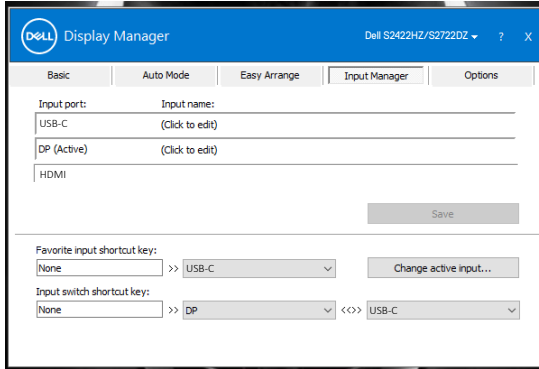 DELL Display Manager Dell S2422HZ/S2722DZ ? X
Basic Auto Mode Easy Arrange Input Manager Options
Input port: Input name:
USB-C (Click to edit)
DP (Active) (Click to edit)
HDMI
Save
Favorite input shortcut key:
None >> USB-C Change active input...
Input switch shortcut key:
None >> DP <<>> USB-C